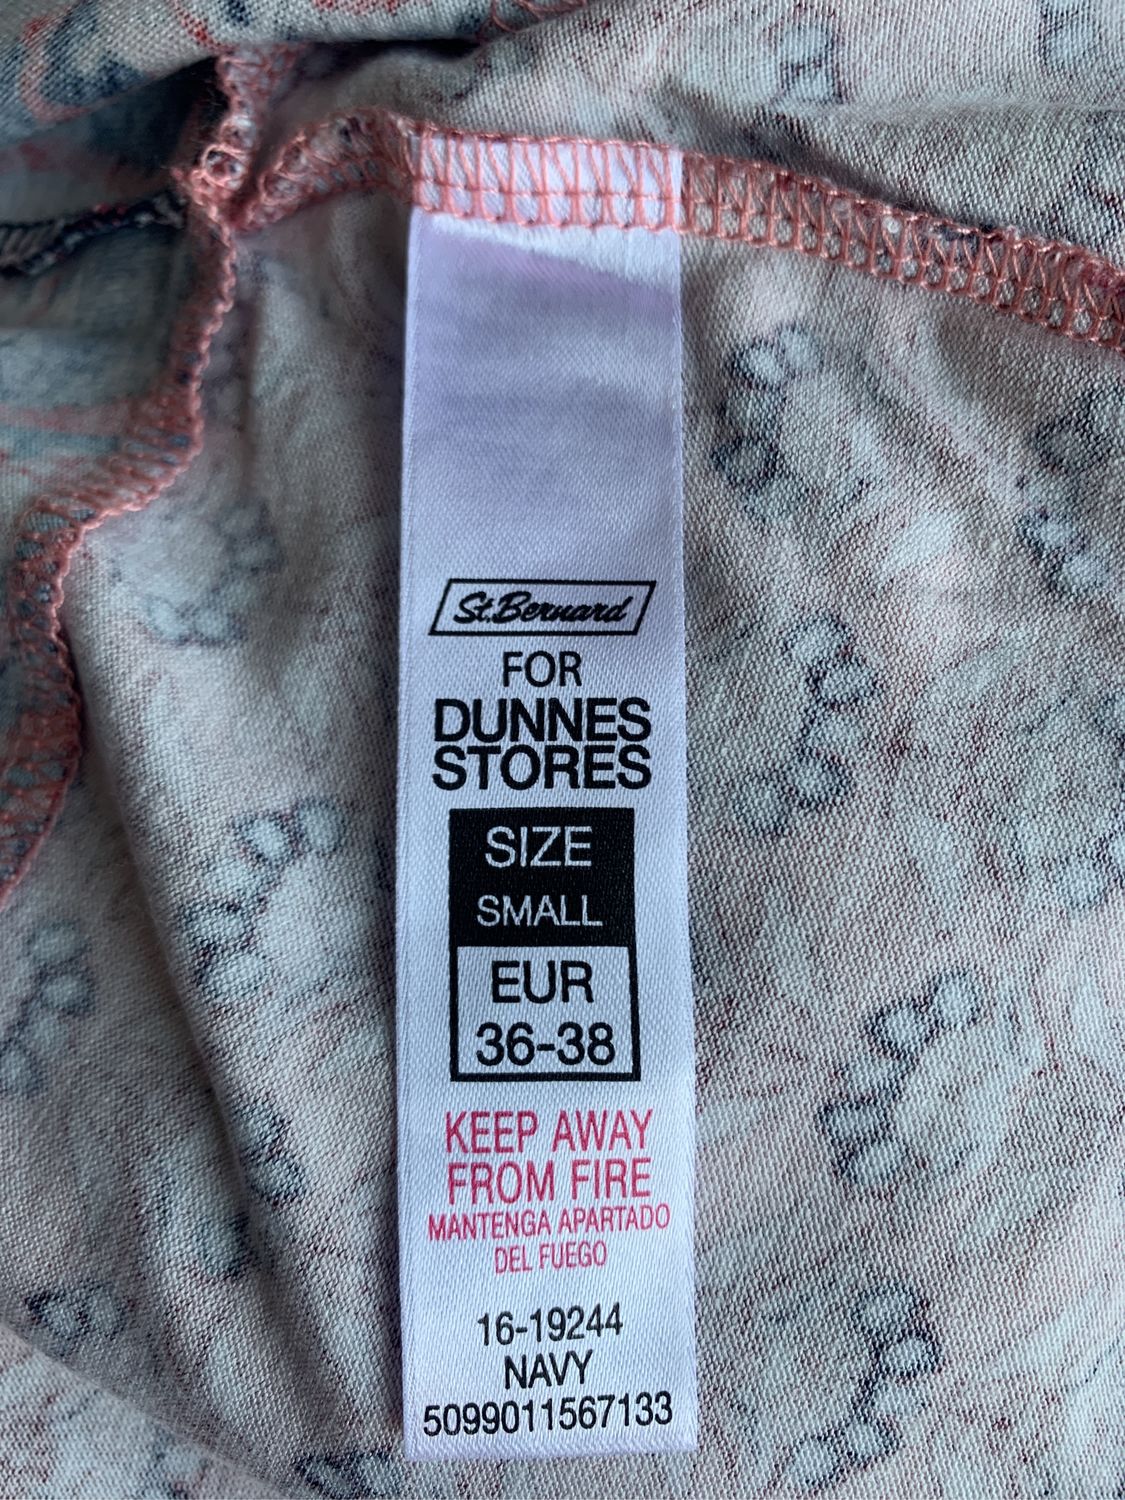 St.Bernard
FOR
DUNNES
STORES
SIZE
SMALL
EUR
36-38
KEEP AWAY
FROM FIRE
MANTENGA APARTADO
DEL FUEGO
16-19244
NAVY
5099011567133